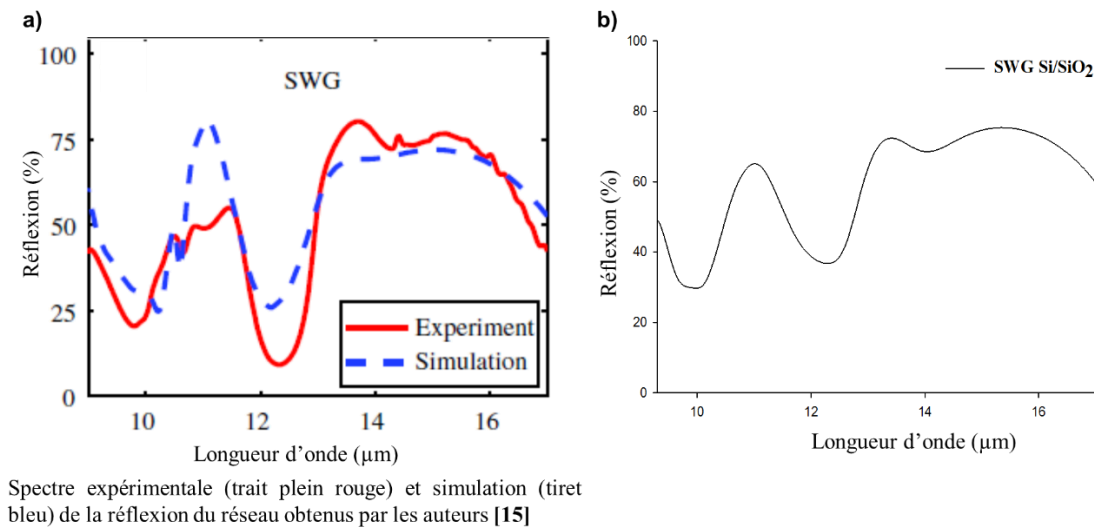 a)
100
75
50
25
0
Réflexion (%)
SWG
Experiment
Simulation
10 12 14 16
Longueur d’onde (µm)
Spectre expérimentale (trait plein rouge) et simulation (tiret
bleu) de la réflexion du réseau obtenus par les auteurs [15]
b)
100
80
60
40
20
0
Réflexion (%)
SWG Si/SiO2
10 12 14 16
Longueur d’onde (µm)